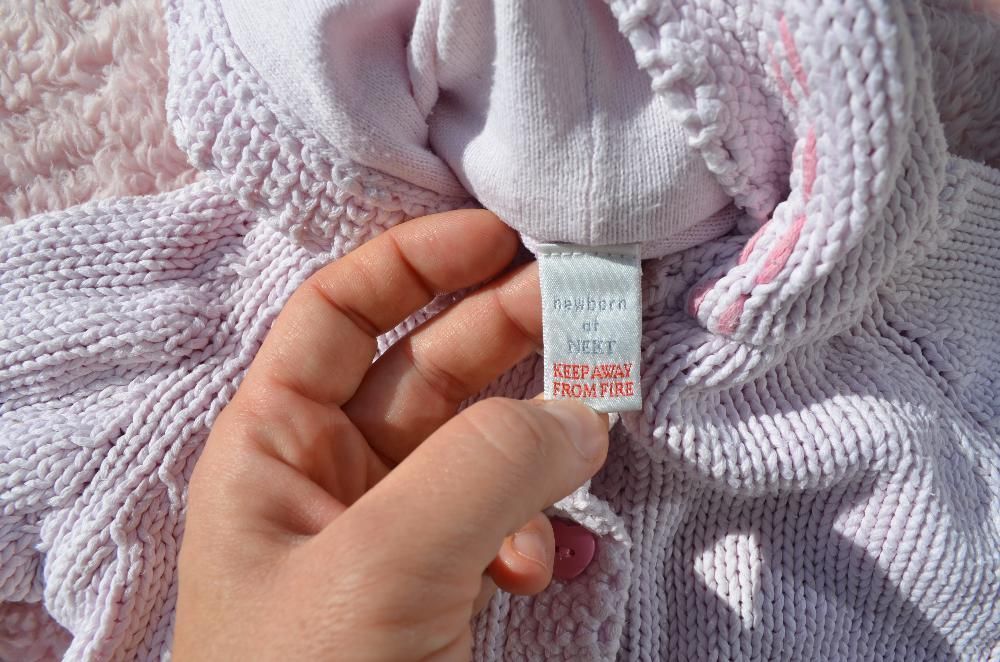 newborn
at
NEXT
KEEP AWAY
FROM FIRE